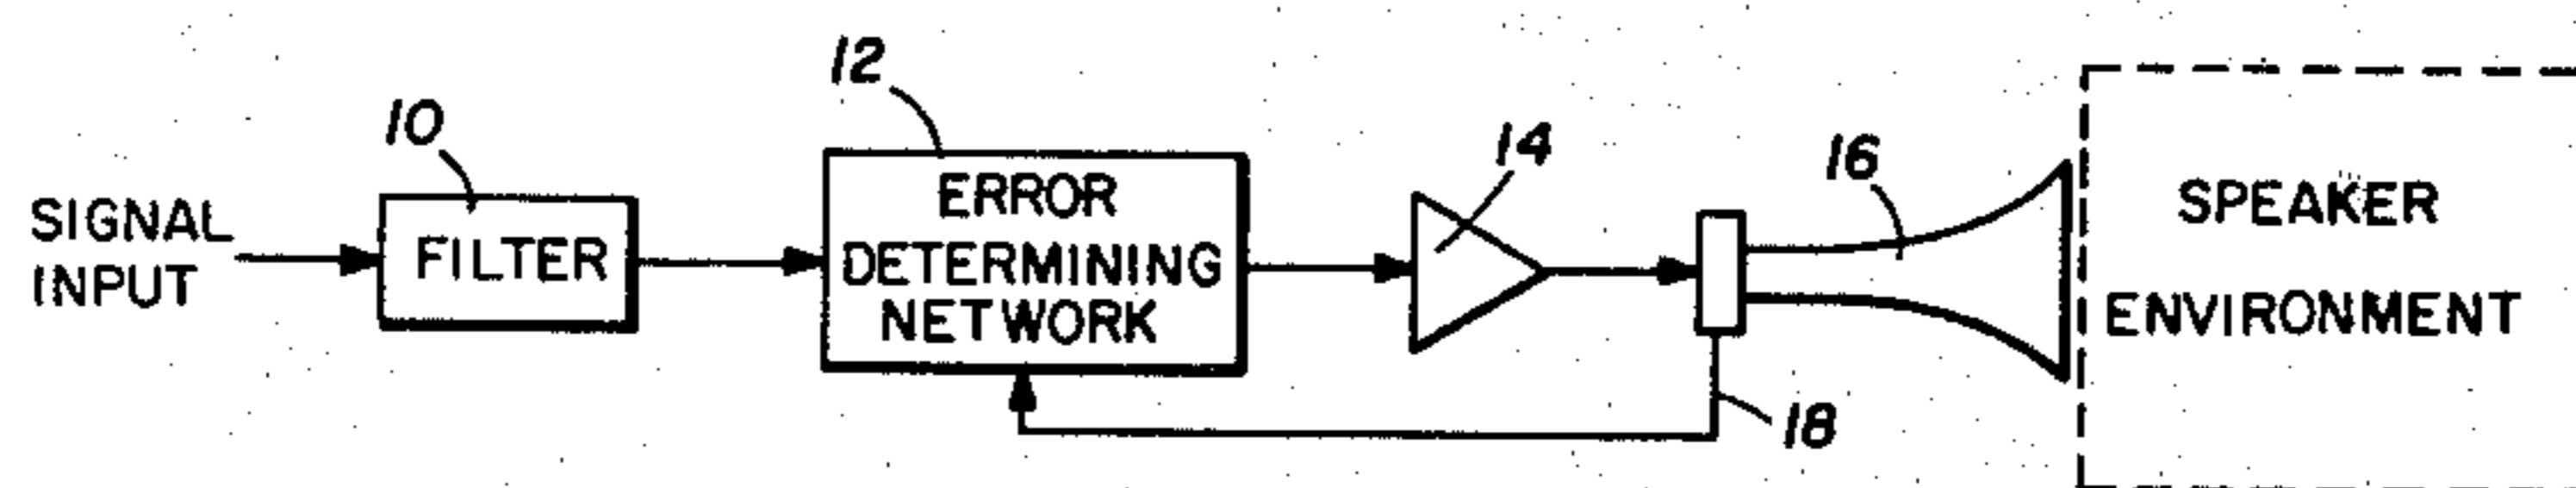 12
10
14
16
SIGNAL
INPUT
FILTER
ERROR
DETERMINING
NETWORK
SPEAKER
ENVIRONMENT
18